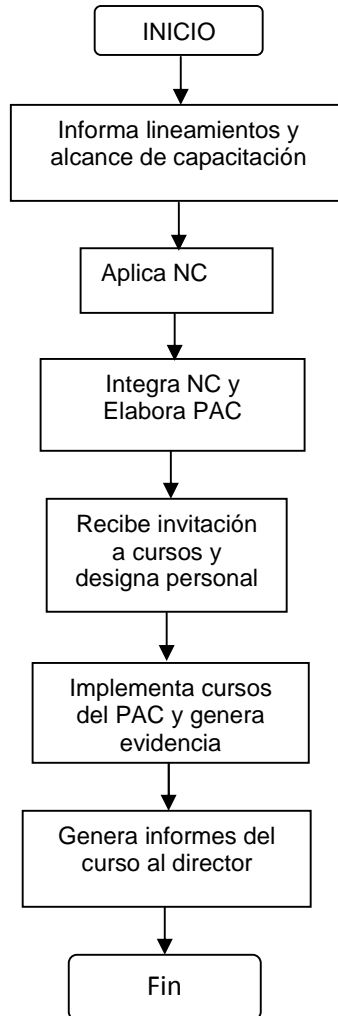 INICIO
Informa lineamientos y
alcance de capacitación
Aplica NC
Integra NC y
Elabora PAC
Recibe invitación
a cursos y
designa personal
Implementa cursos
del PAC y genera
evidencia
Genera informes del
curso al director
Fin